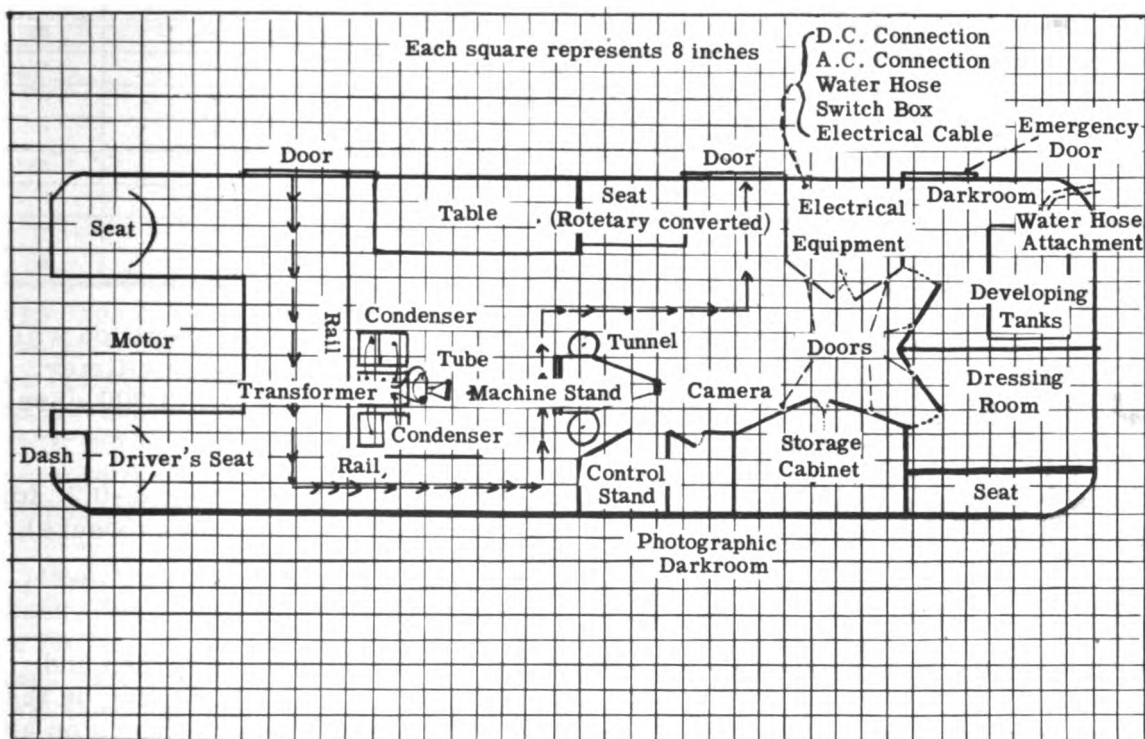 Each square represents 8 inches
D.C. Connection
A.C. Connection
Water Hose
Switch Box
Electrical Cable
Emergency
Door
Door
Door
Darkroom
Water Hose
Attachment
Seat
Table
Seat
(Rotetary converted)
Electrical
Equipment
Developing
Tanks
Motor
Rail
Condenser
Tube
Transformer
Machine Stand
Tunnel
Camera
Doors
Dressing
Room
Condenser
Dash
Driver's Seat
Rail
Control
Stand
Storage
Cabinet
Seat
Photographic
Darkroom